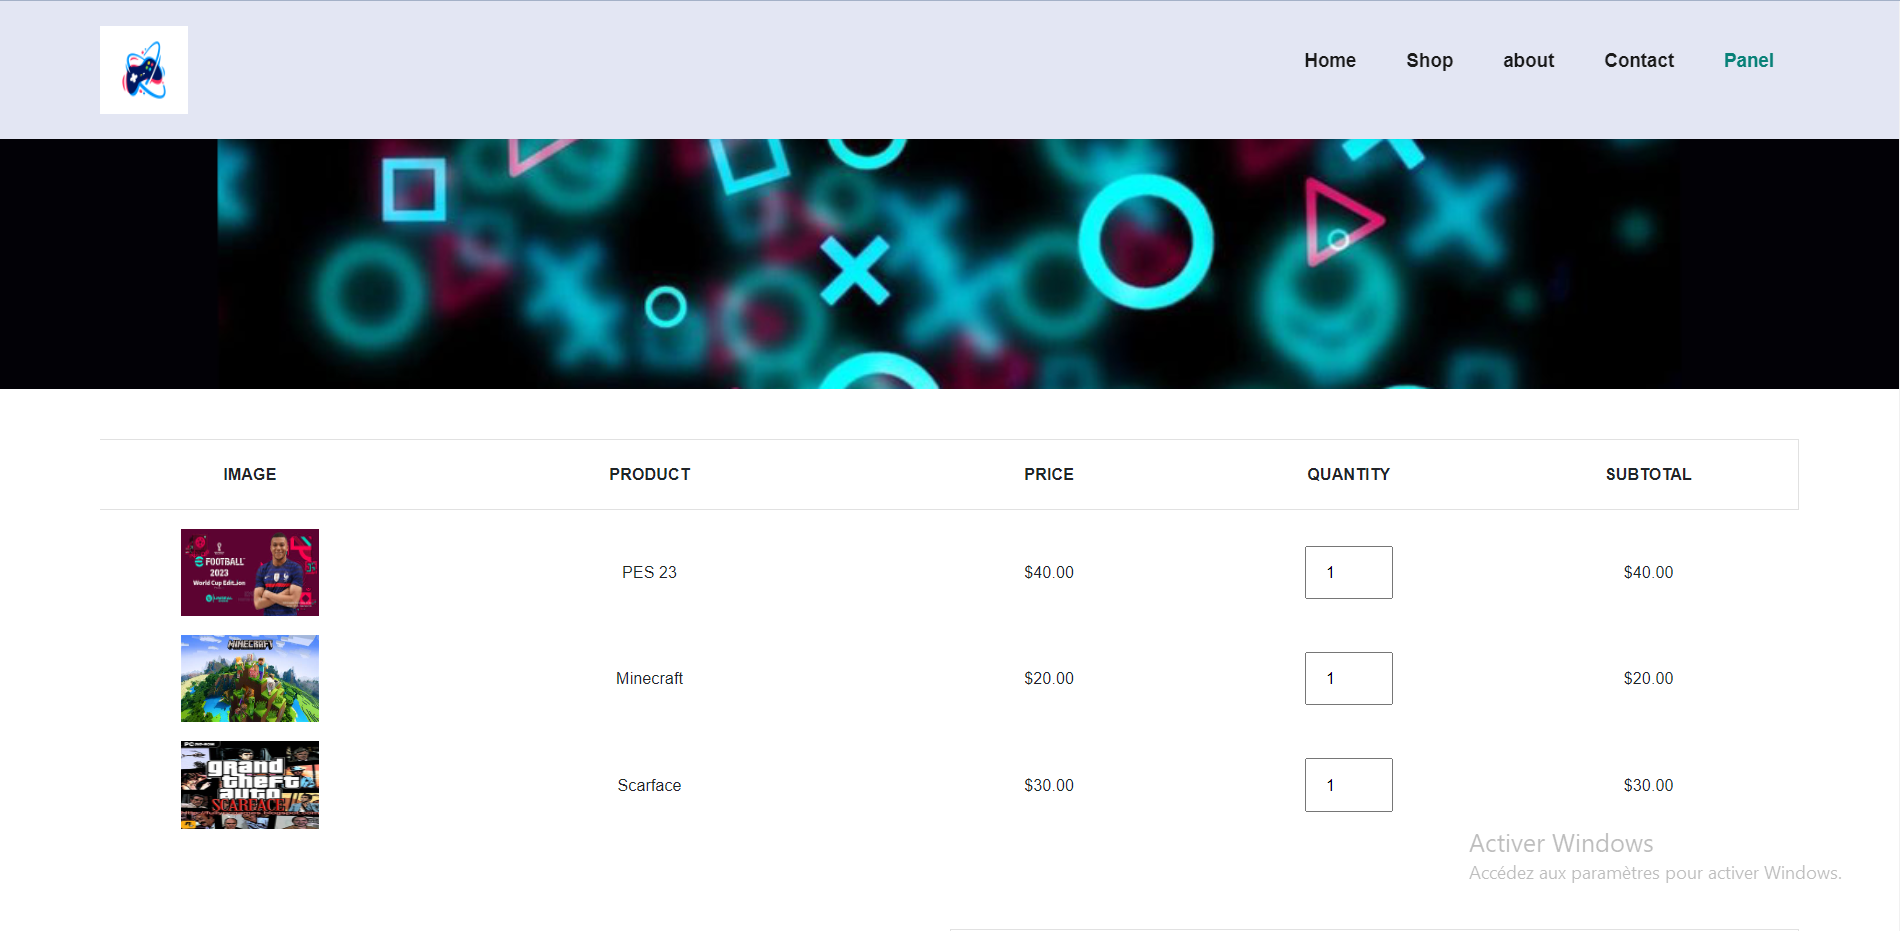 Home Shop about Contact Panel
IMAGE PRODUCT PRICE QUANTITY SUBTOTAL
FOOTBALL
2023
World Cup Edit_ion
PES 23 $40.00 1 $40.00
MINECRAFT
Minecraft $20.00 1 $20.00
PC
grand
theft
auto
SCARFACE
Scarface $30.00 1 $30.00
Activer Windows
Accédez aux paramètres pour activer Windows.